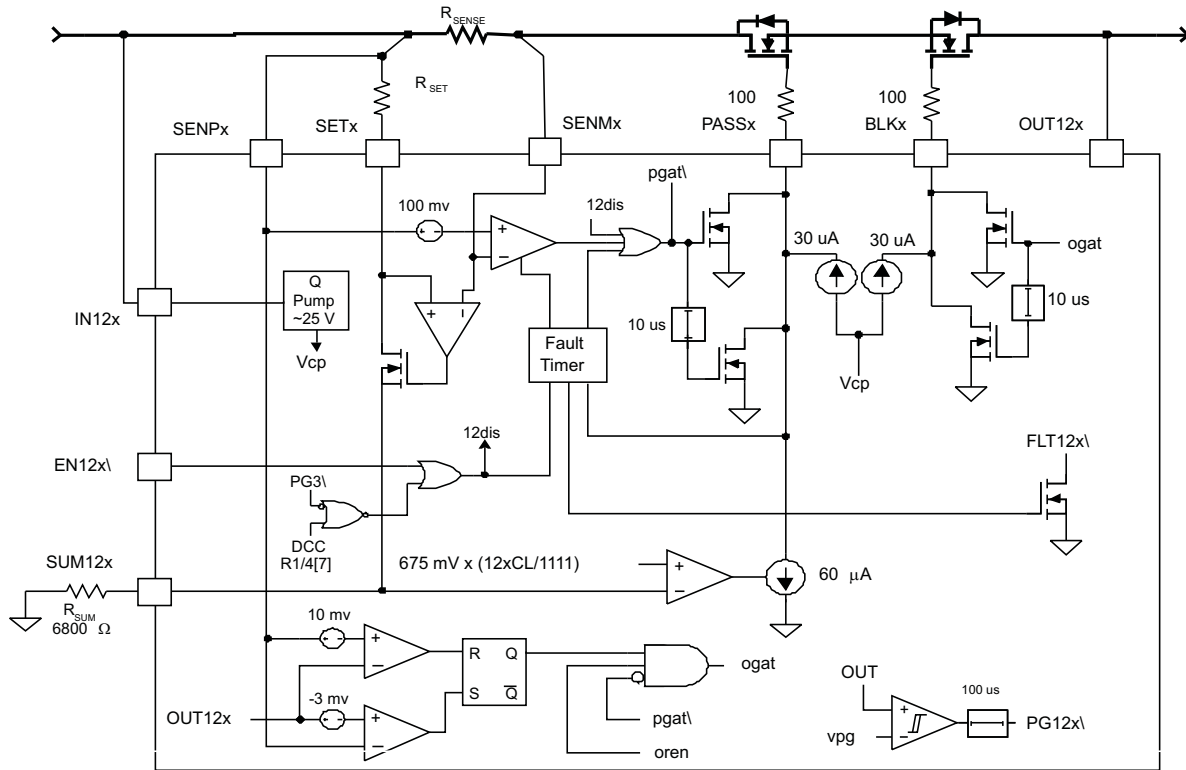 R SENSE
R SET
SENPx
SETx
SENMx
100
PASSx
100
BLKx
OUT12x
pgat\
100 mv
12dis
30 uA
30 uA
ogat
IN12x
Q
Pump
~25 V
Vcp
+
−
+
−
10 us
10 us
Fault
Timer
Vcp
12dis
EN12x\
PG3\
DCC
R1/4[7]
FLT12x\
SUM12x
675 mV x (12xCL/1111)
+
−
60 µA
R SUM
6800 Ω
10 mv
+
−
R Q
S Q
ogat
-3 mv
+
−
OUT12x
pgat\
oren
OUT
100 us
+
−
vpg
PG12x\